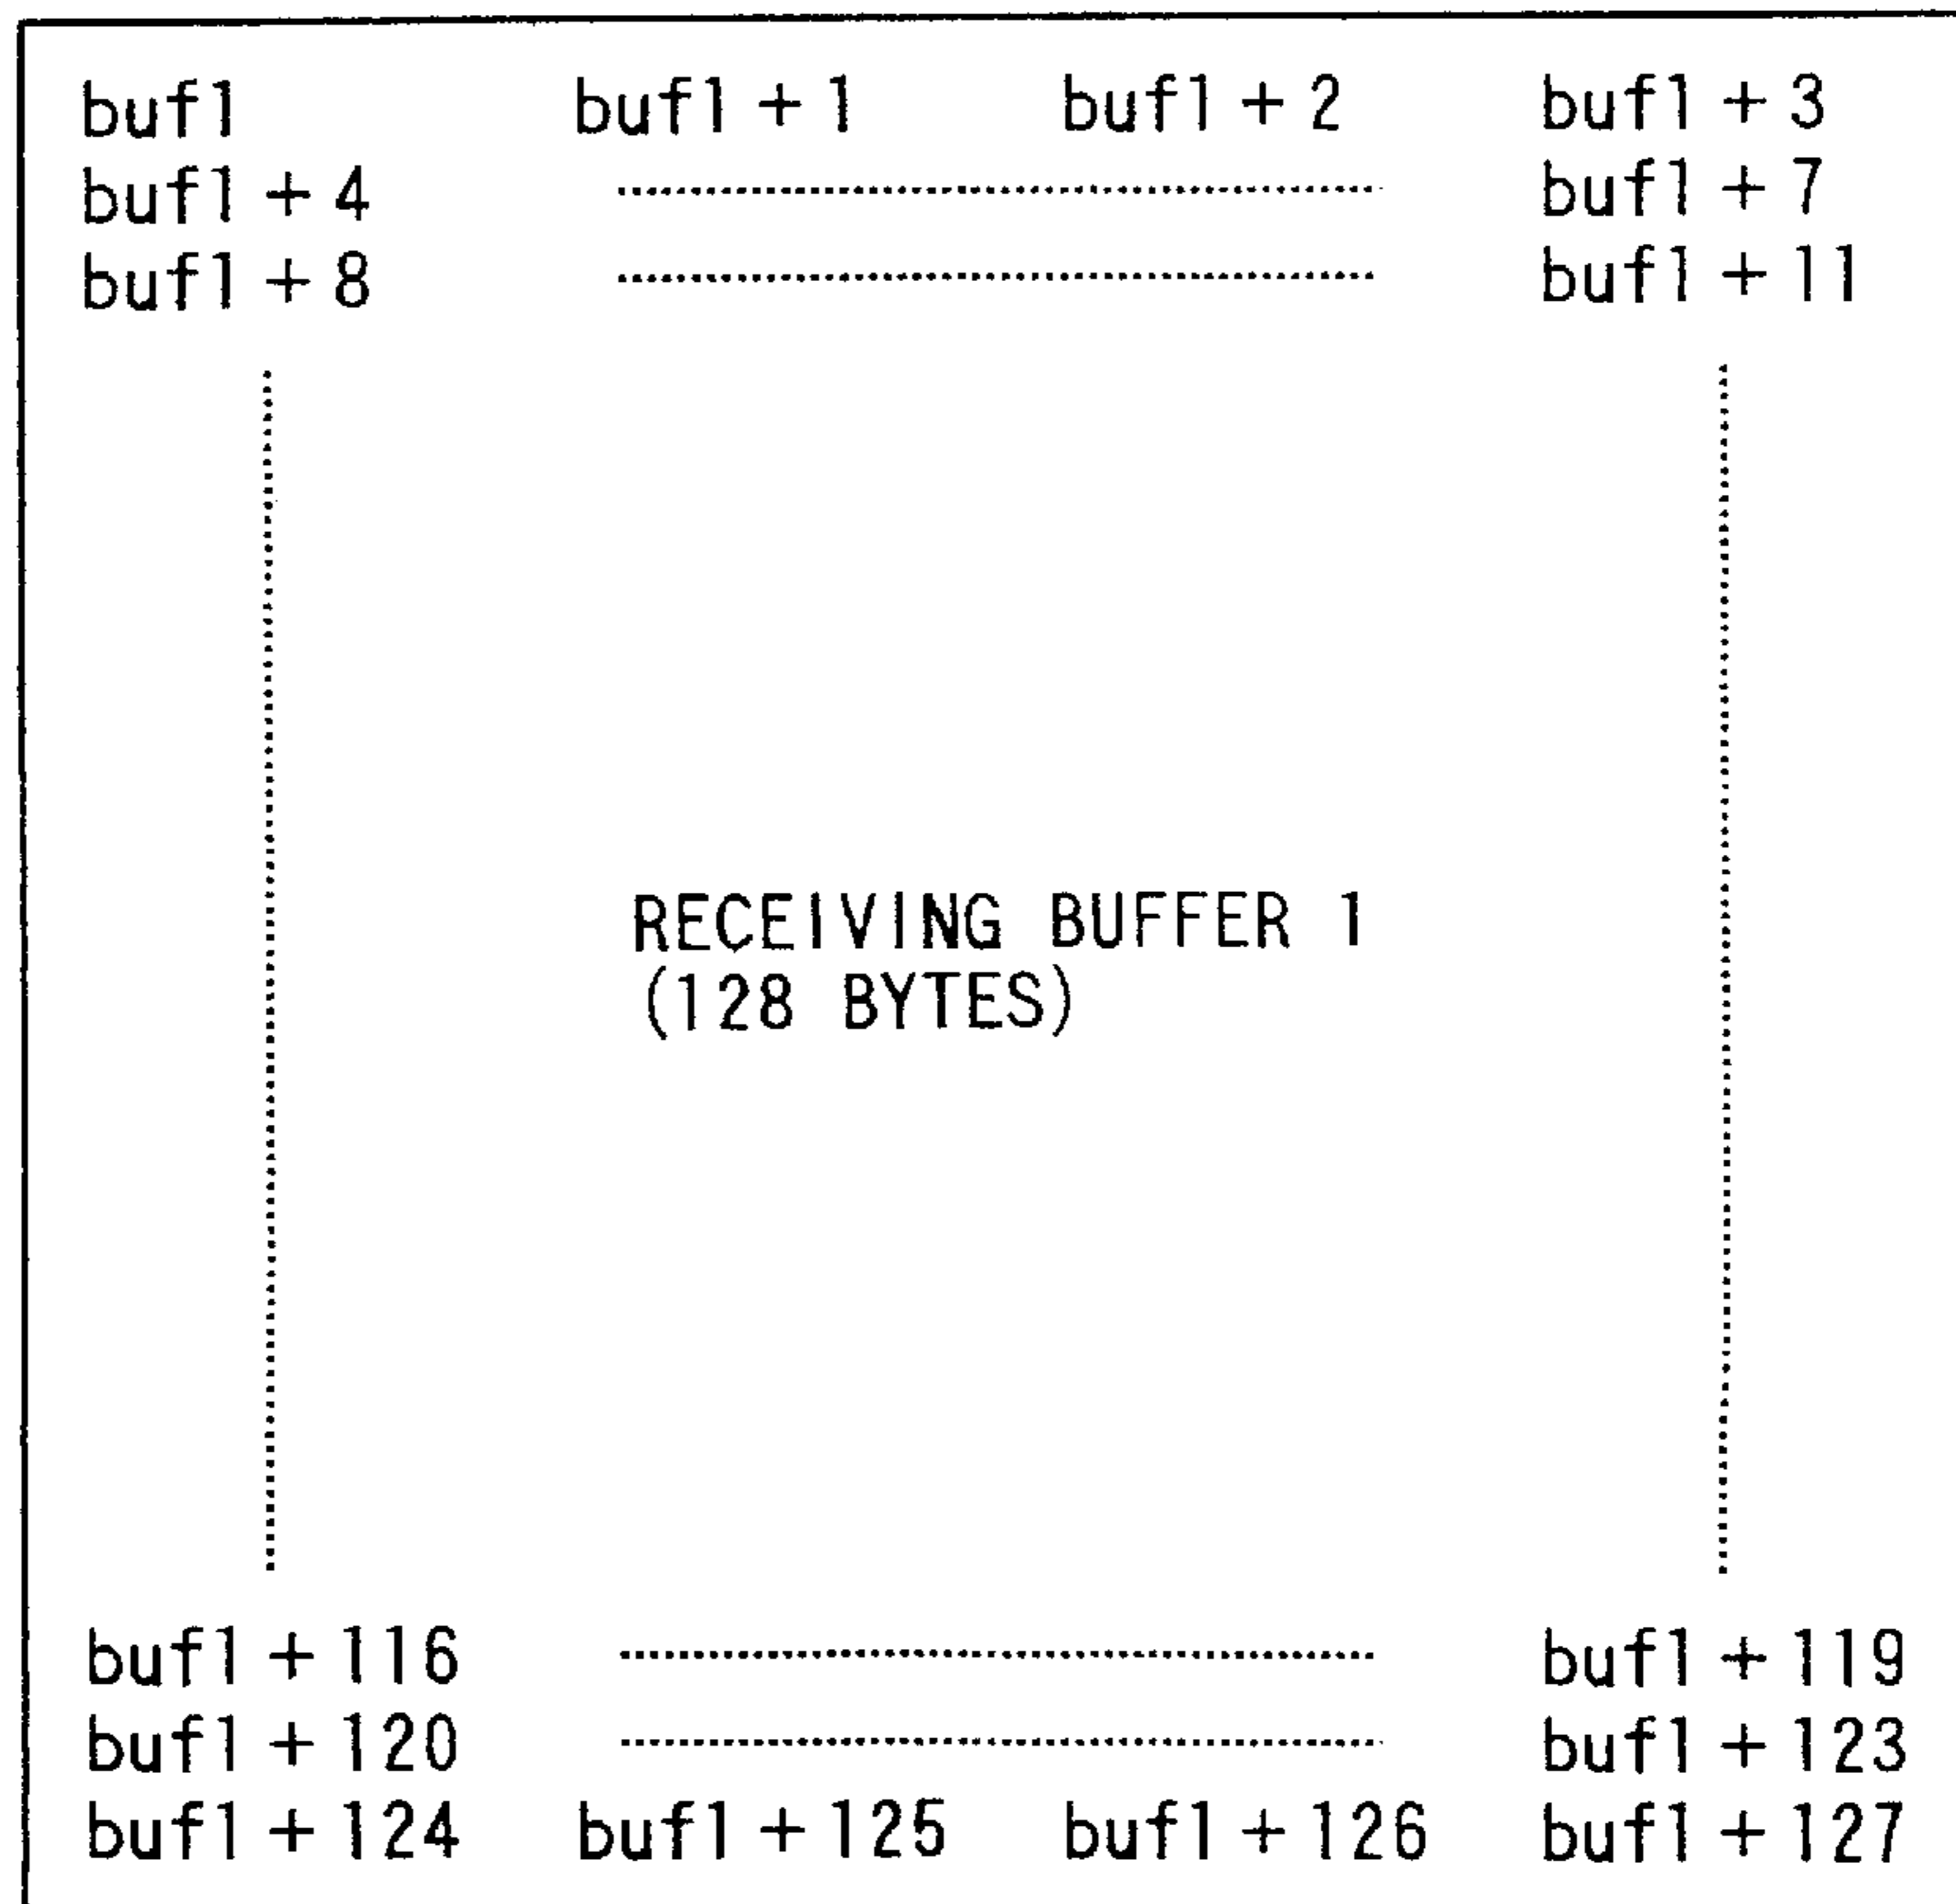 buf1 buf1 + 1 buf1 + 2 buf1 + 3
buf1 + 4 buf1 + 7
buf1 + 8 buf1 + 11
RECEIVING BUFFER 1
(128 BYTES)
buf1 + 116 buf1 + 119
buf1 + 120 buf1 + 123
buf1 + 124 buf1 + 125 buf1 + 126 buf1 + 127